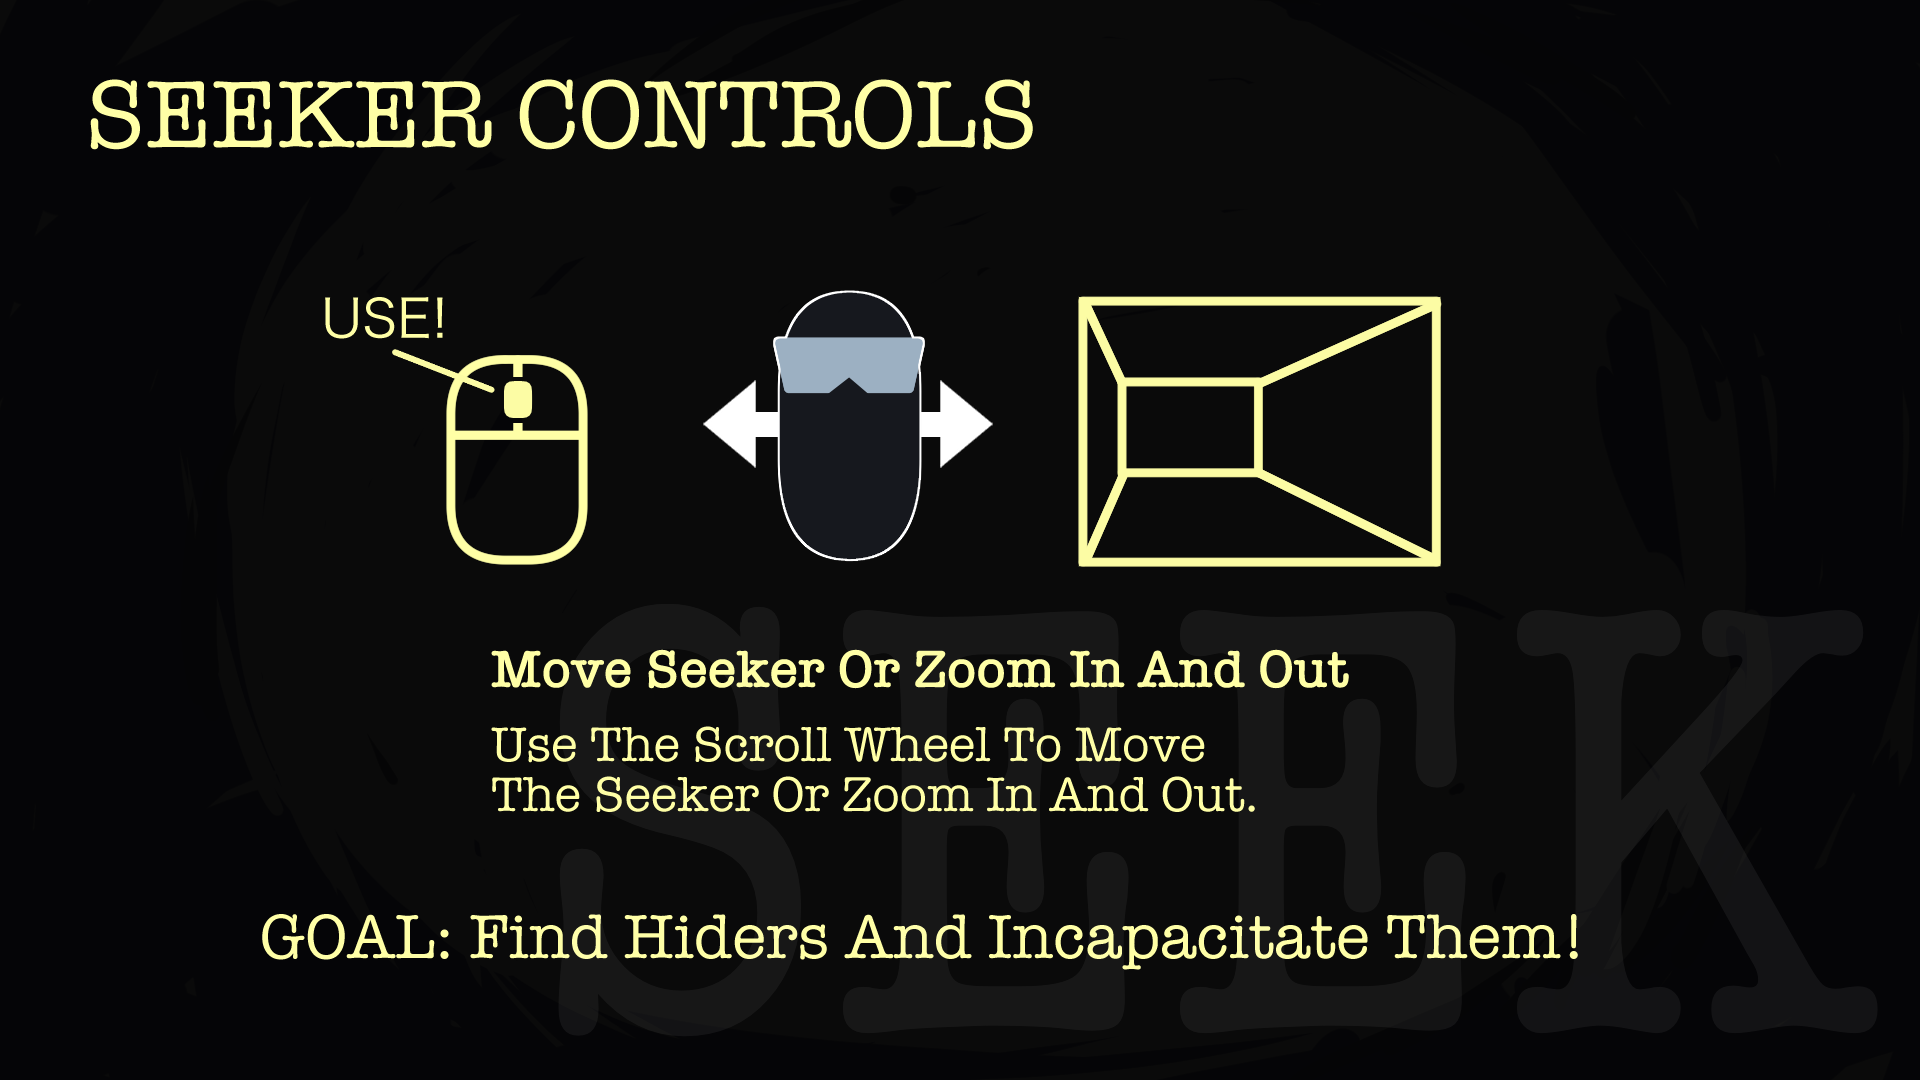 SEEKER CONTROLS
USE!
Move Seeker Or Zoom In And Out
Use The Scroll Wheel To Move
The Seeker Or Zoom In And Out.
GOAL: Find Hiders And Incapacitate Them!
SEEK